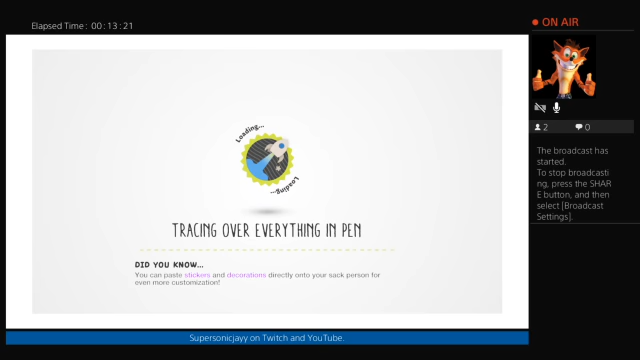 Elapsed Time : 00 : 13 : 21
ON AIR
Loading...
Loading...
TRACING OVER EVERYTHING IN PEN
DID YOU KNOW...
You can paste stickers and decorations directly onto your sack person for
even more customization!
2 0
The broadcast has
started.
To stop broadcasti
ng, press the SHAR
E button, and then
select [Broadcast
Settings].
Supersonicjayy on Twitch and YouTube.